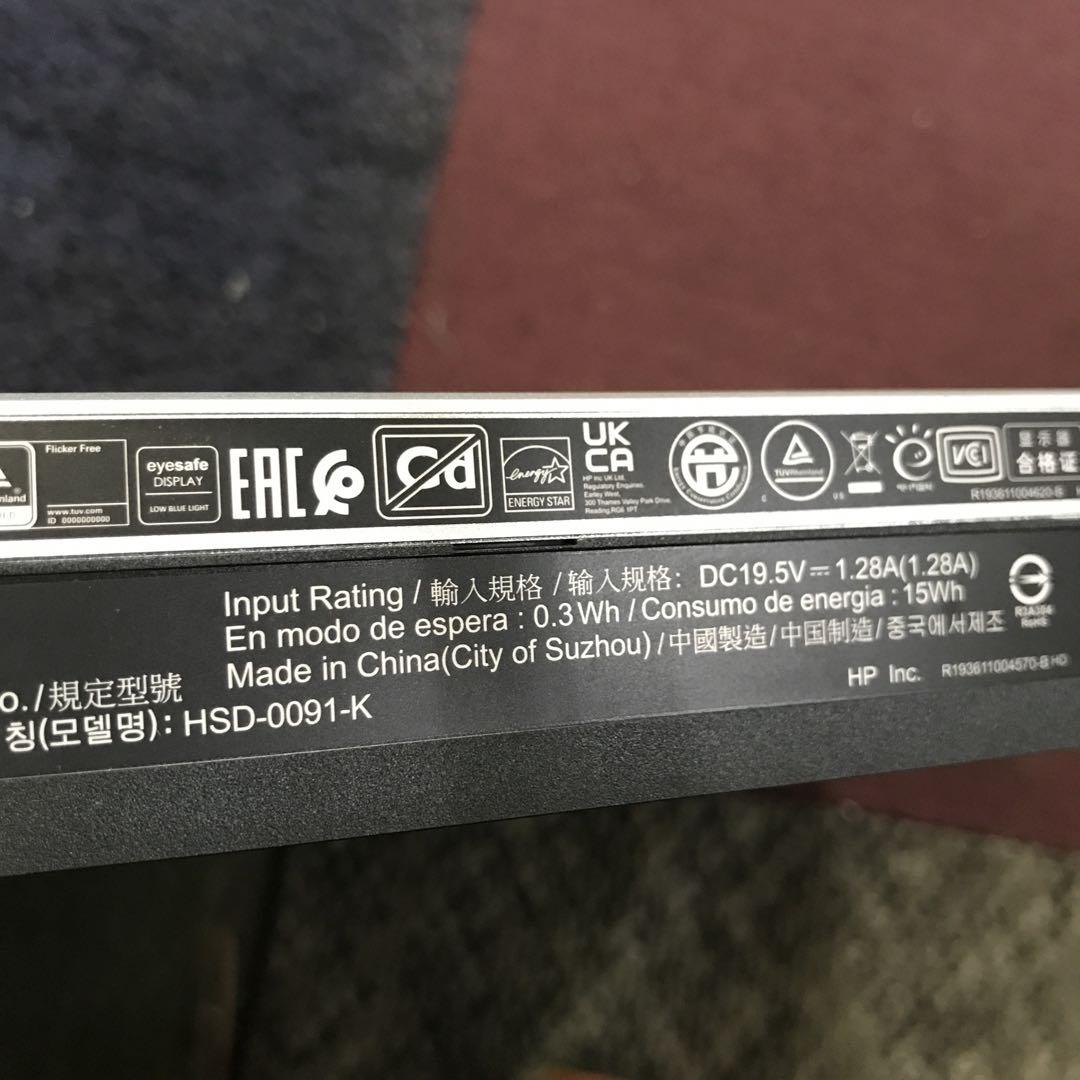 Flicker Free
www.tuv.com
ID 0000000000
eyesafe
DISPLAY
LOW BLUE LIGHT
EAC
Cd
energy
ENERGY STAR
UK
CA
HP Inc UK Ltd.
Regulatory Enquiries,
Earley West,
300 Thames Valley Park Drive,
Reading, RG6 1PT
TÜVRheinland
VCCI
显示器
合格证
R193611004620-B
Input Rating / 輸入規格 / 输入规格: DC19.5V⎓1.28A(1.28A)
En modo de espera : 0.3 Wh / Consumo de energia : 15Wh
Made in China(City of Suzhou) / 中國製造 / 中国制造 / 중국에서제조
R3A304
RoHS
HP Inc.
R193611004570-B HD
o. / 規定型號
칭(모델명): HSD-0091-K